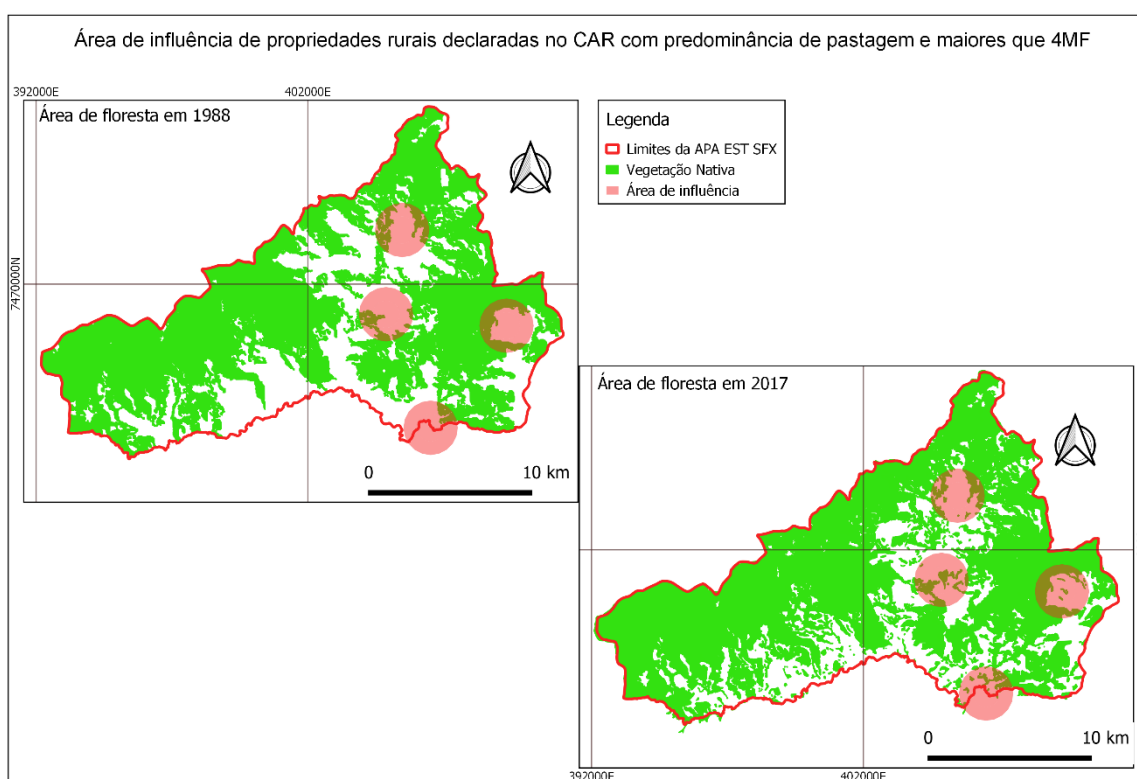 Área de influência de propriedades rurais declaradas no CAR com predominância de pastagem e maiores que 4MF
392000E
402000E
Área de floresta em 1988
Legenda
Limites da APA EST SFX
Vegetação Nativa
Área de influência
7470000N
0
10 km
Área de floresta em 2017
0
10 km
392000E
402000E